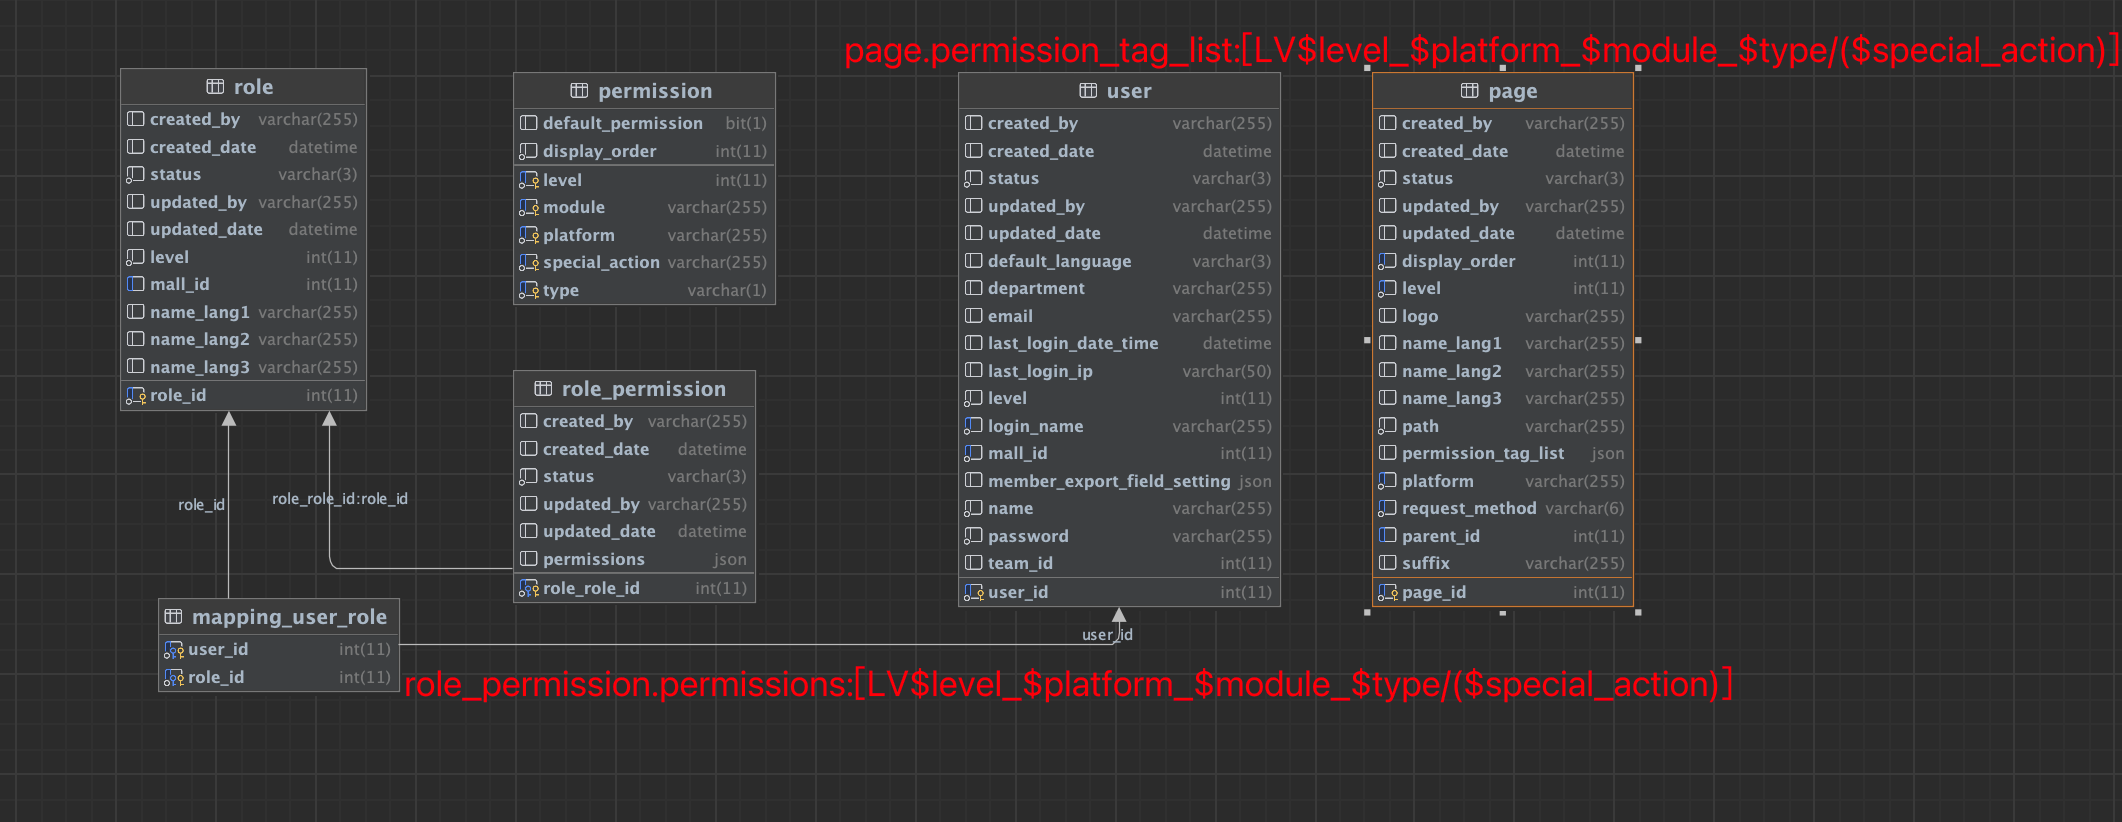 page.permission_tag_list:[LV$level_$platform_$module_$type/($special_action)]
role
created_by varchar(255)
created_date datetime
status varchar(3)
updated_by varchar(255)
updated_date datetime
level int(11)
mall_id int(11)
name_lang1 varchar(255)
name_lang2 varchar(255)
name_lang3 varchar(255)
role_id int(11)
permission
default_permission bit(1)
display_order int(11)
level int(11)
module varchar(255)
platform varchar(255)
special_action varchar(255)
type varchar(1)
user
created_by varchar(255)
created_date datetime
status varchar(3)
updated_by varchar(255)
updated_date datetime
default_language varchar(3)
department varchar(255)
email varchar(255)
last_login_date_time datetime
last_login_ip varchar(50)
level int(11)
login_name varchar(255)
mall_id int(11)
member_export_field_setting json
name varchar(255)
password varchar(255)
team_id int(11)
user_id int(11)
page
created_by varchar(255)
created_date datetime
status varchar(3)
updated_by varchar(255)
updated_date datetime
display_order int(11)
level int(11)
logo varchar(255)
name_lang1 varchar(255)
name_lang2 varchar(255)
name_lang3 varchar(255)
path varchar(255)
permission_tag_list json
platform varchar(255)
request_method varchar(6)
parent_id int(11)
suffix varchar(255)
page_id int(11)
role_permission
created_by varchar(255)
created_date datetime
status varchar(3)
updated_by varchar(255)
updated_date datetime
permissions json
role_role_id int(11)
role_id
role_role_id:role_id
mapping_user_role
user_id int(11)
role_id int(11)
user_id
role_permission.permissions:[LV$level_$platform_$module_$type/($special_action)]